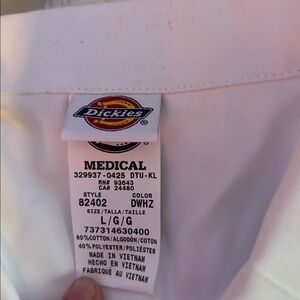 Dickies
®
MEDICAL
329937-0425 DTU-KL
RN# 93643
CA# 24480
STYLE COLOR
82402 DWHZ
SIZE/TALLA/TAILLE
L/G/G
737314630400
60%COTTON/ALGODÓN/COTON
40%POLYESTER/POLIÉSTER
MADE IN VIETNAM
HECHO EN VIETNAM
FABRIQUÉ AU VIETNAM